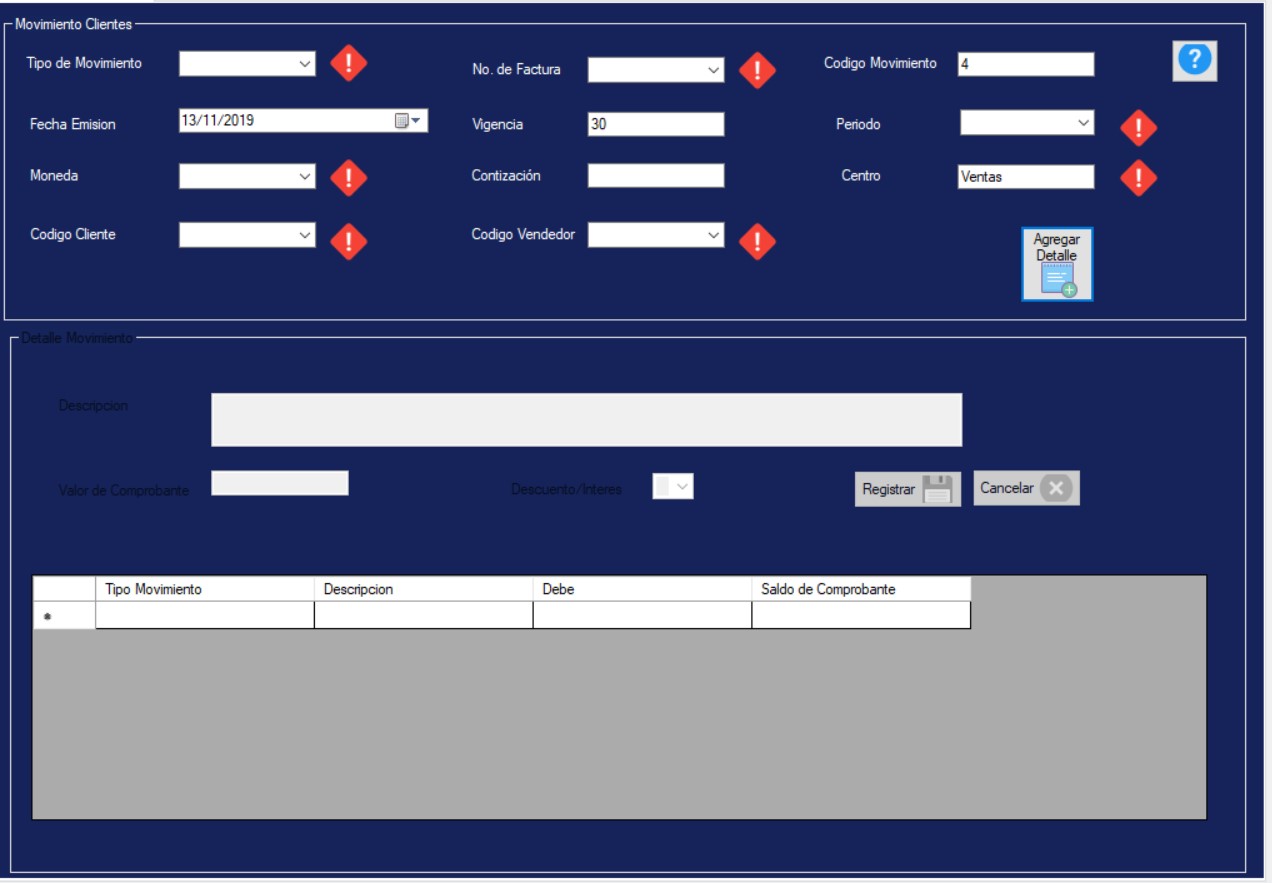 Movimiento Clientes
Tipo de Movimiento
No. de Factura
Codigo Movimiento 4
Fecha Emision 13/11/2019
Vigencia 30
Periodo
Moneda
Contización
Centro Ventas
Codigo Cliente
Codigo Vendedor
Agregar
Detalle
Detalle Movimiento
Descripcion
Valor de Comprobante
Descuento/Interes
Registrar
Cancelar
Tipo Movimiento Descripcion Debe Saldo de Comprobante